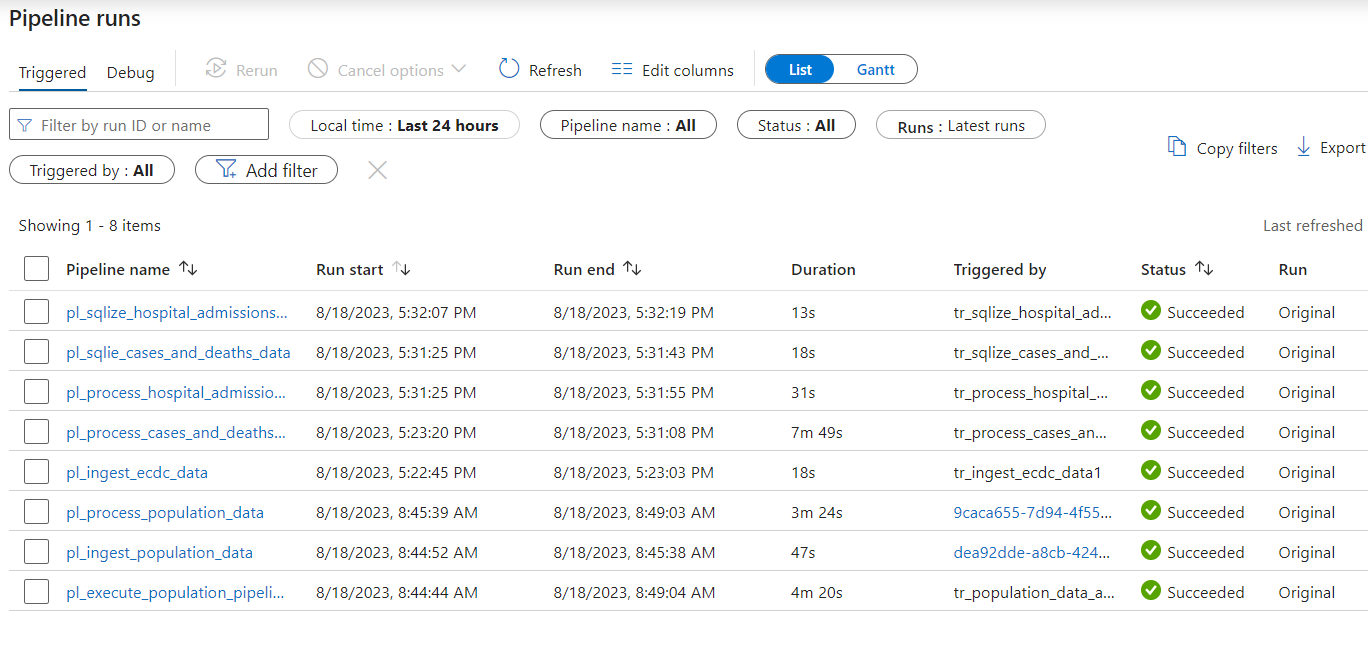 Pipeline runs
Triggered Debug Rerun Cancel options Refresh Edit columns List Gantt
Filter by run ID or name Local time : Last 24 hours Pipeline name : All Status : All Runs : Latest runs
Copy filters Export
Triggered by : All Add filter
Showing 1 - 8 items Last refreshed
Pipeline name Run start Run end Duration Triggered by Status Run
pl_sqlize_hospital_admissions... 8/18/2023, 5:32:07 PM 8/18/2023, 5:32:19 PM 13s tr_sqlize_hospital_ad... Succeeded Original
pl_sqlie_cases_and_deaths_data 8/18/2023, 5:31:25 PM 8/18/2023, 5:31:43 PM 18s tr_sqlize_cases_and_... Succeeded Original
pl_process_hospital_admissio... 8/18/2023, 5:31:25 PM 8/18/2023, 5:31:55 PM 31s tr_process_hospital_... Succeeded Original
pl_process_cases_and_deaths... 8/18/2023, 5:23:20 PM 8/18/2023, 5:31:08 PM 7m 49s tr_process_cases_an... Succeeded Original
pl_ingest_ecdc_data 8/18/2023, 5:22:45 PM 8/18/2023, 5:23:03 PM 18s tr_ingest_ecdc_data1 Succeeded Original
pl_process_population_data 8/18/2023, 8:45:39 AM 8/18/2023, 8:49:03 AM 3m 24s 9caca655-7d94-4f55... Succeeded Original
pl_ingest_population_data 8/18/2023, 8:44:52 AM 8/18/2023, 8:45:38 AM 47s dea92dde-a8cb-424... Succeeded Original
pl_execute_population_pipeli... 8/18/2023, 8:44:44 AM 8/18/2023, 8:49:04 AM 4m 20s tr_population_data_a... Succeeded Original